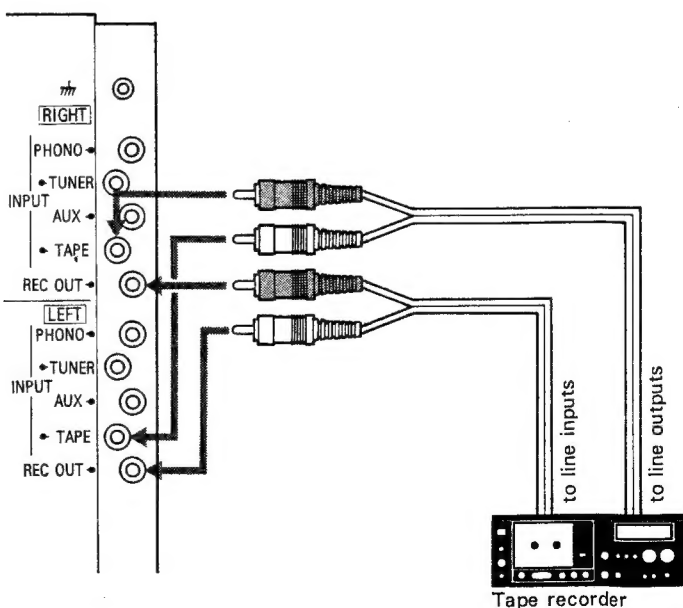 RIGHT
PHONO
TUNER
INPUT
AUX
TAPE
REC OUT
LEFT
PHONO
TUNER
INPUT
AUX
TAPE
REC OUT
to line inputs
to line outputs
Tape recorder